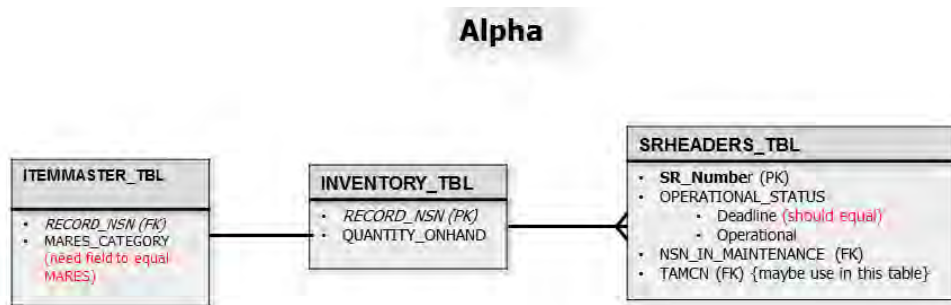 Alpha
ITEMMASTER_TBL
• RECORD_NSN (FK)
• MARES_CATEGORY
(need field to equal
MARES)
INVENTORY_TBL
• RECORD_NSN (PK)
• QUANTITY_ONHAND
SRHEADERS_TBL
• SR_Number (PK)
• OPERATIONAL_STATUS
• Deadline (should equal)
• Operational
• NSN_IN_MAINTENANCE (FK)
• TAMCN (FK) {maybe use in this table}